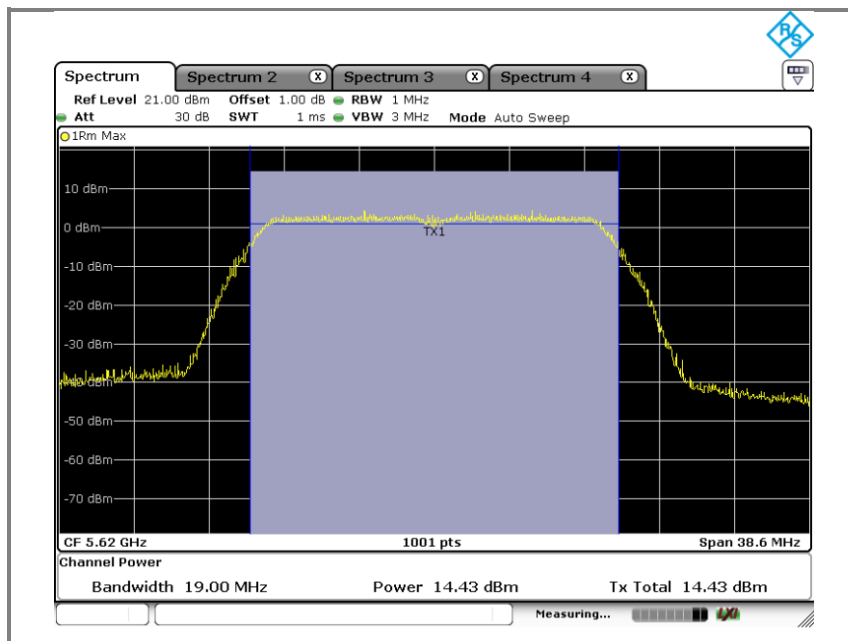 R&S
Spectrum Spectrum 2 X Spectrum 3 X Spectrum 4 X
Ref Level 21.00 dBm Offset 1.00 dB RBW 1 MHz
Att 30 dB SWT 1 ms VBW 3 MHz Mode Auto Sweep
1Rm Max
10 dBm
0 dBm
TX1
-10 dBm
-20 dBm
-30 dBm
-40 dBm
-50 dBm
-60 dBm
-70 dBm
CF 5.62 GHz 1001 pts Span 38.6 MHz
Channel Power
Bandwidth 19.00 MHz Power 14.43 dBm Tx Total 14.43 dBm
Measuring...